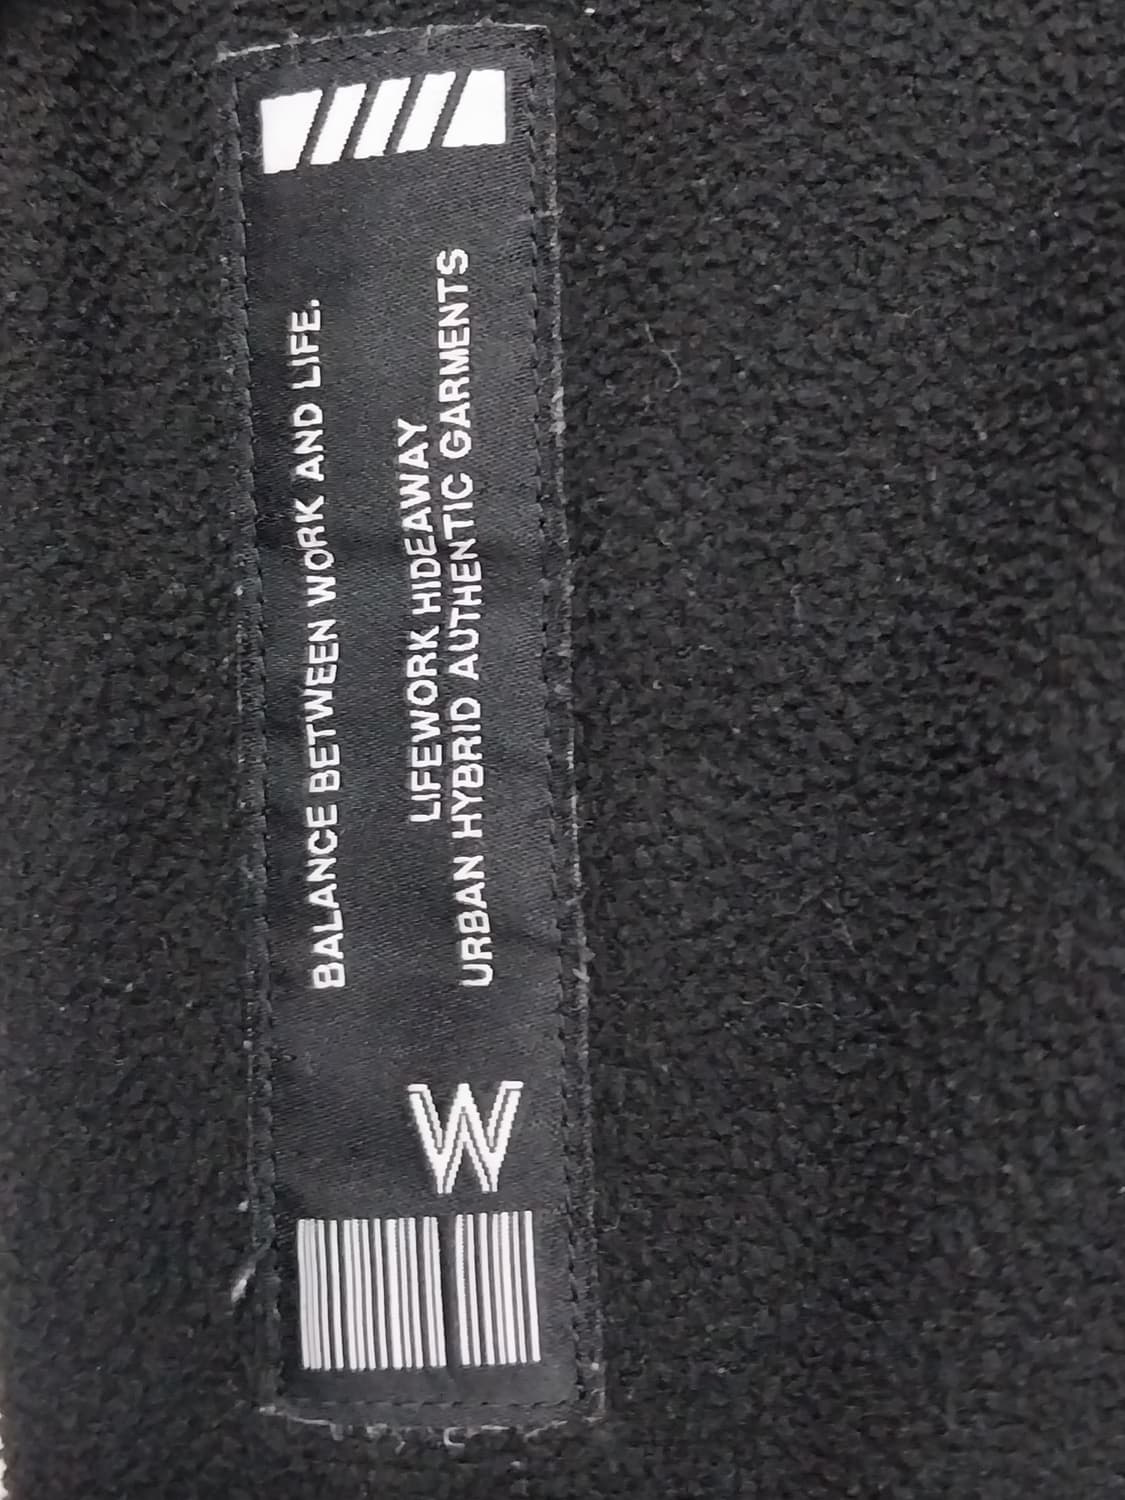 BALANCE BETWEEN WORK AND LIFE.
LIFEWORK HIDEAWAY
URBAN HYBRID AUTHENTIC GARMENTS
W